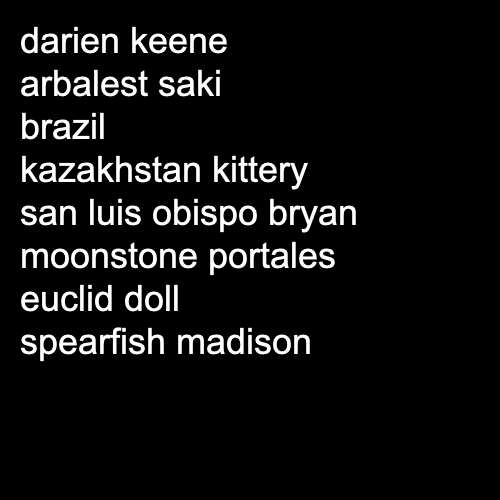 darien keene
arbalest saki
brazil
kazakhstan kittery
san luis obispo bryan
moonstone portales
euclid doll
spearfish madison